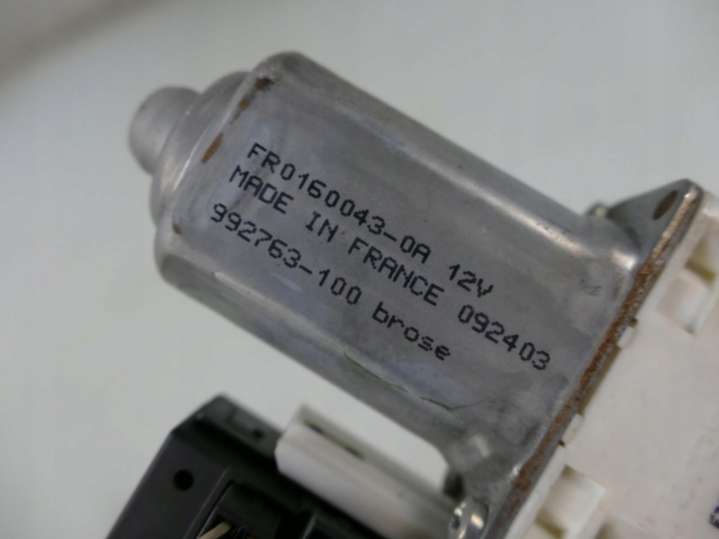 FR0160043-0A 12V
MADE IN FRANCE 092403
992763-100 brose